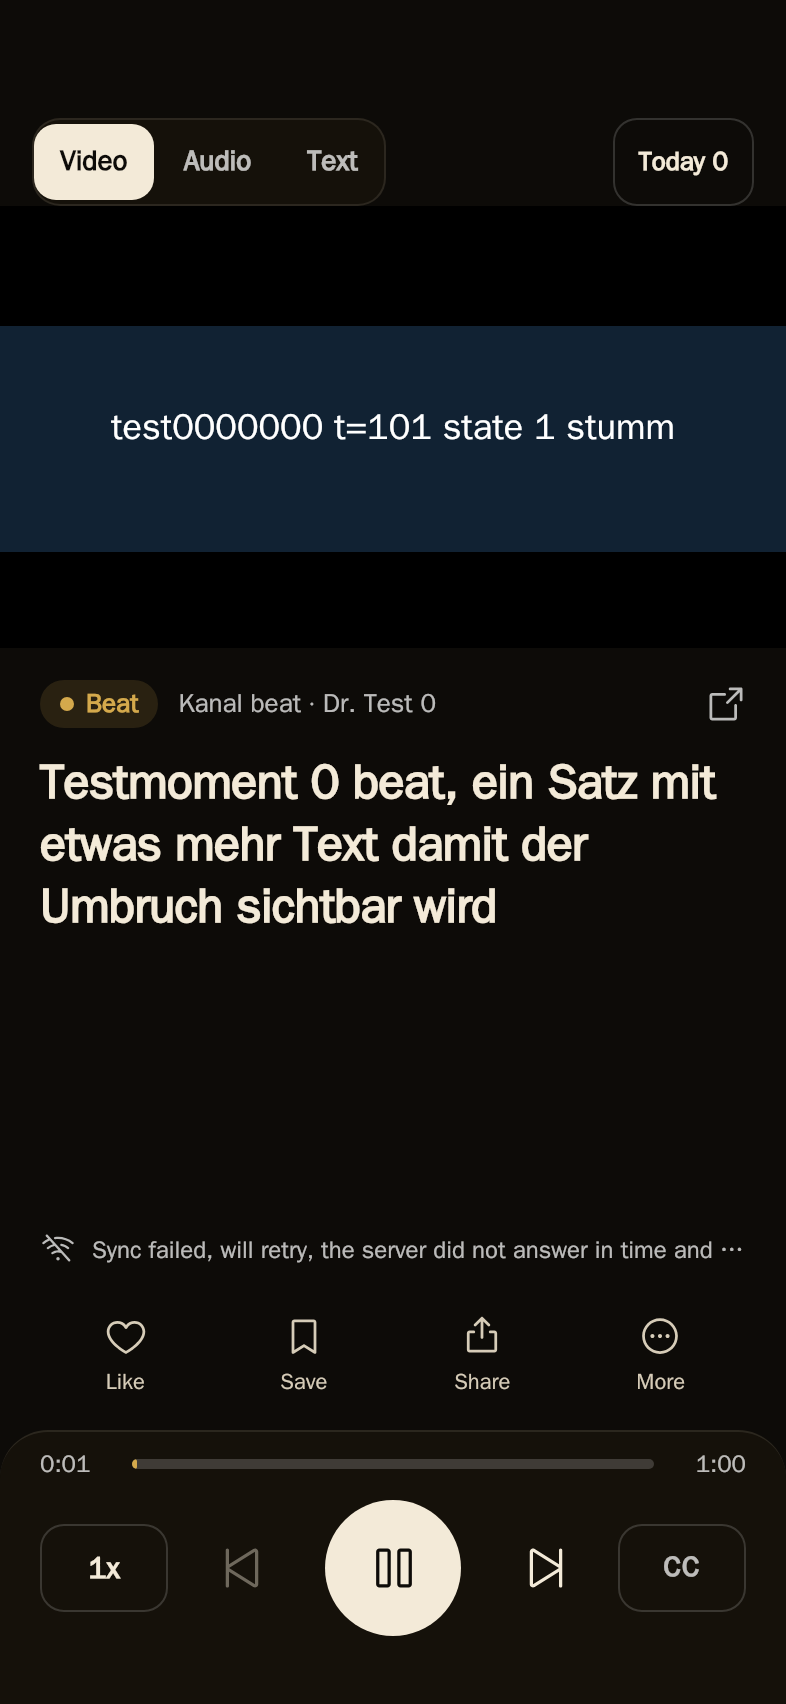 Video Audio Text Today 0
test0000000 t=101 state 1 stumm
Beat Kanal beat · Dr. Test 0
Testmoment 0 beat, ein Satz mit
etwas mehr Text damit der
Umbruch sichtbar wird
Sync failed, will retry, the server did not answer in time and ···
Like Save Share More
0:01 1:00
1x CC